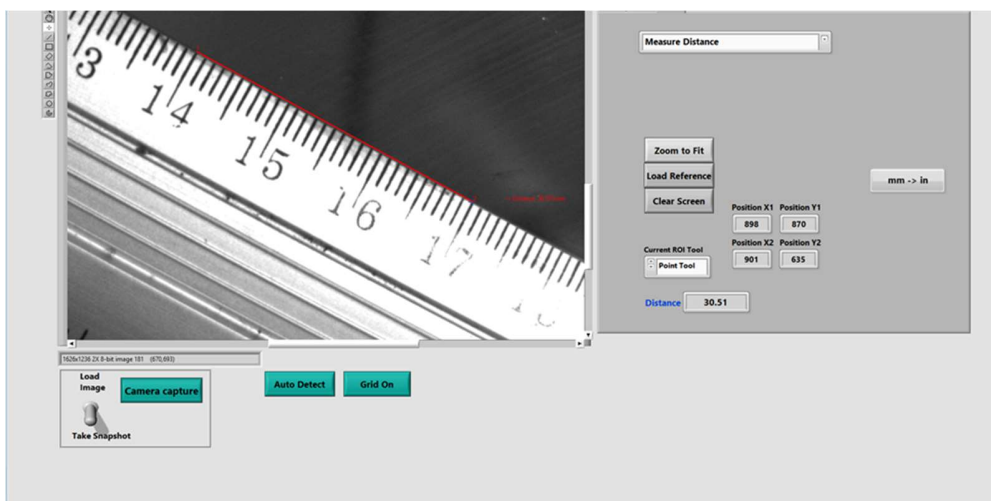 Measure Distance
13
14
15
16
17
Zoom to Fit
Load Reference
Clear Screen
mm -> in
Position X1 Position Y1
898 870
Position X2 Position Y2
901 635
Current ROI Tool
Point Tool
Distance 30.51
1626x1236 2X 8-bit image 181 (670,693)
Load
Image
Camera capture
Take Snapshot
Auto Detect
Grid On